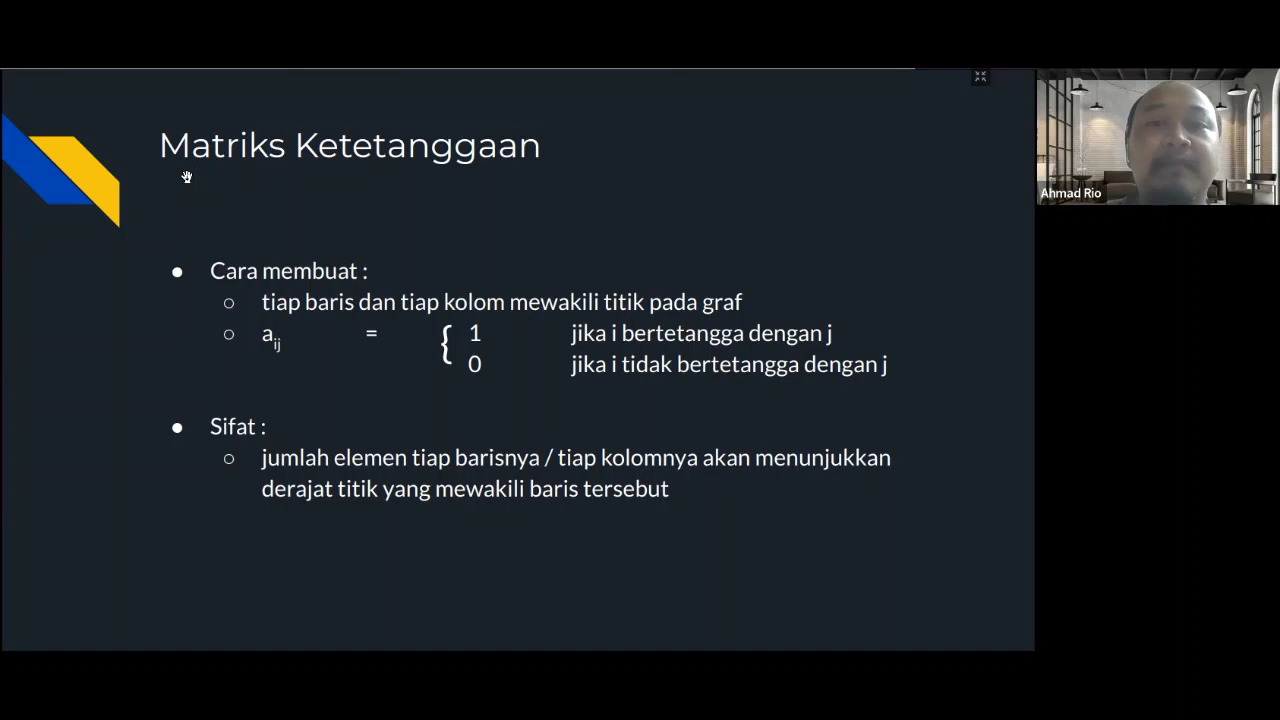 Matriks Ketetanggaan
Ahmad Rio
● Cara membuat :
○ tiap baris dan tiap kolom mewakili titik pada graf
○ aij = { 1 jika i bertetangga dengan j
0 jika i tidak bertetangga dengan j
● Sifat :
○ jumlah elemen tiap barisnya / tiap kolomnya akan menunjukkan
derajat titik yang mewakili baris tersebut